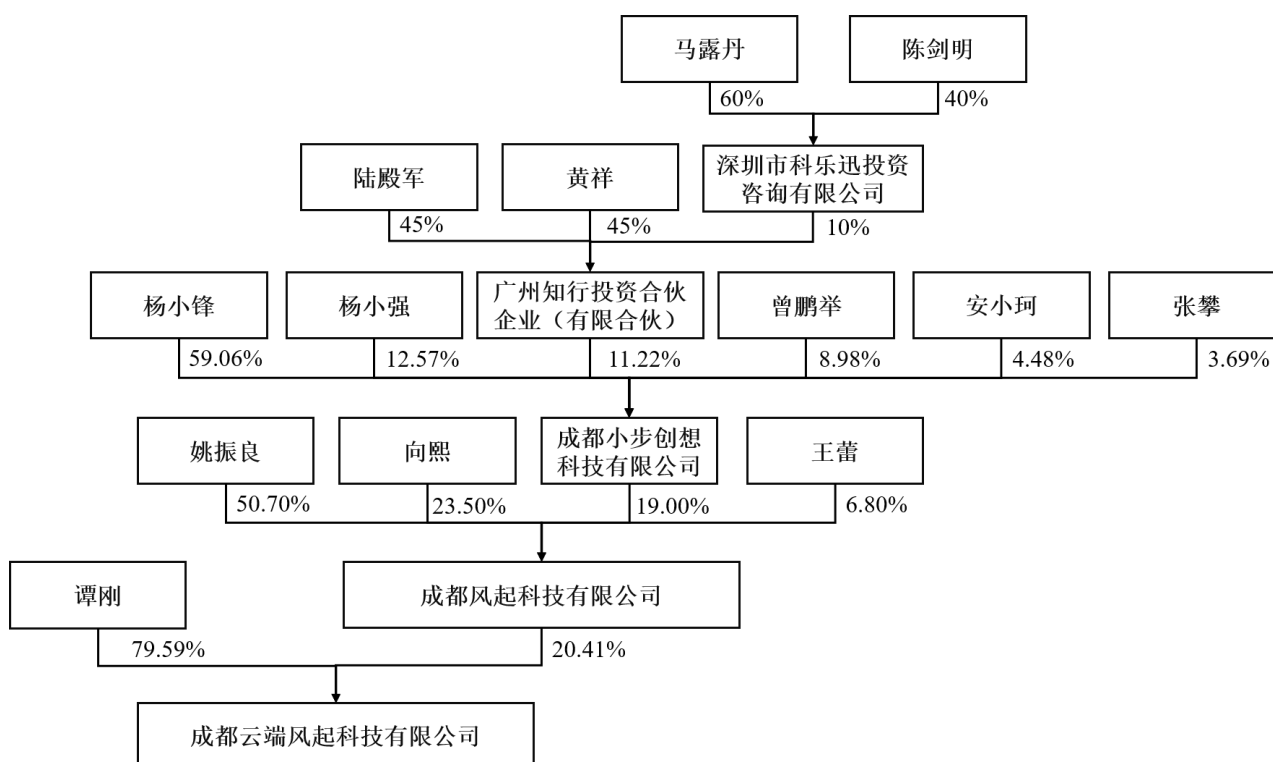 马露丹
陈剑明
60%
40%
陆殿军
黄祥
深圳市科乐迅投资
咨询有限公司
45%
45%
10%
杨小锋
杨小强
广州知行投资合伙
企业（有限合伙）
曾鹏举
安小珂
张攀
59.06%
12.57%
11.22%
8.98%
4.48%
3.69%
姚振良
向熙
成都小步创想
科技有限公司
王蕾
50.70%
23.50%
19.00%
6.80%
谭刚
成都风起科技有限公司
79.59%
20.41%
成都云端风起科技有限公司